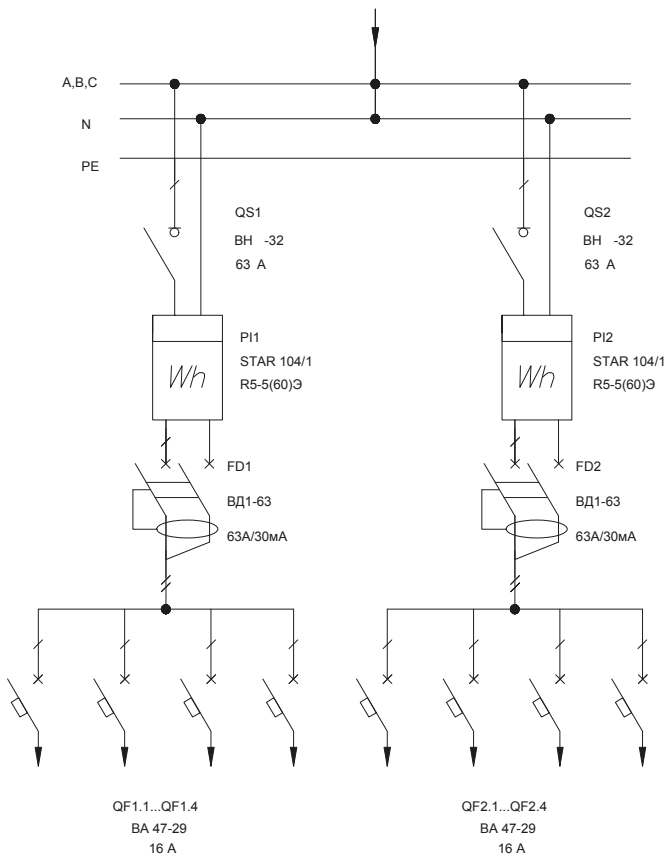 A,B,C
N
PE
QS1
ВН -32
63 А
QS2
ВН -32
63 А
PI1
STAR 104/1
R5-5(60)Э
PI2
STAR 104/1
R5-5(60)Э
Wh
Wh
FD1
ВД1-63
63А/30мА
FD2
ВД1-63
63А/30мА
QF1.1...QF1.4
ВА 47-29
16 А
QF2.1...QF2.4
ВА 47-29
16 А